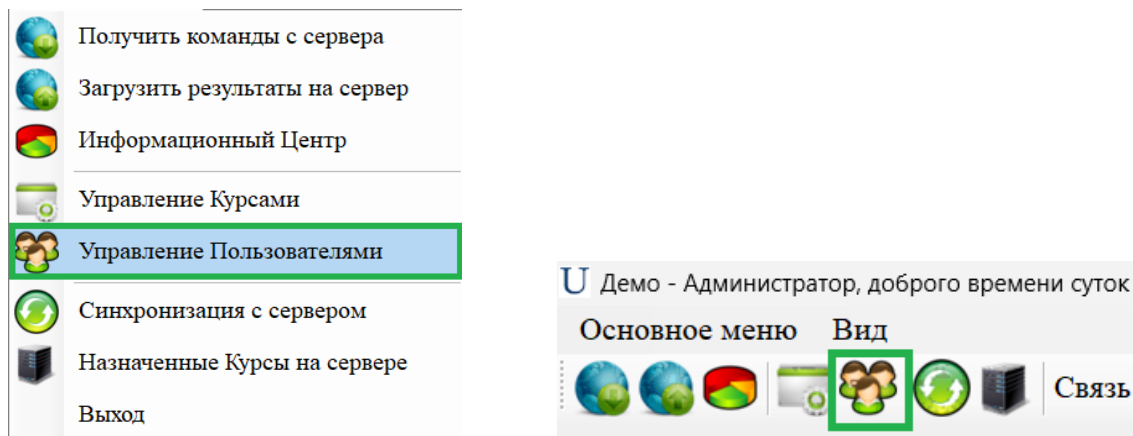 Получить команды с сервера
Загрузить результаты на сервер
Информационный Центр
Управление Курсами
Управление Пользователями
Синхронизация с сервером
Назначенные Курсы на сервере
Выход
U Демо - Администратор, доброго времени суток
Основное меню Вид
Связь